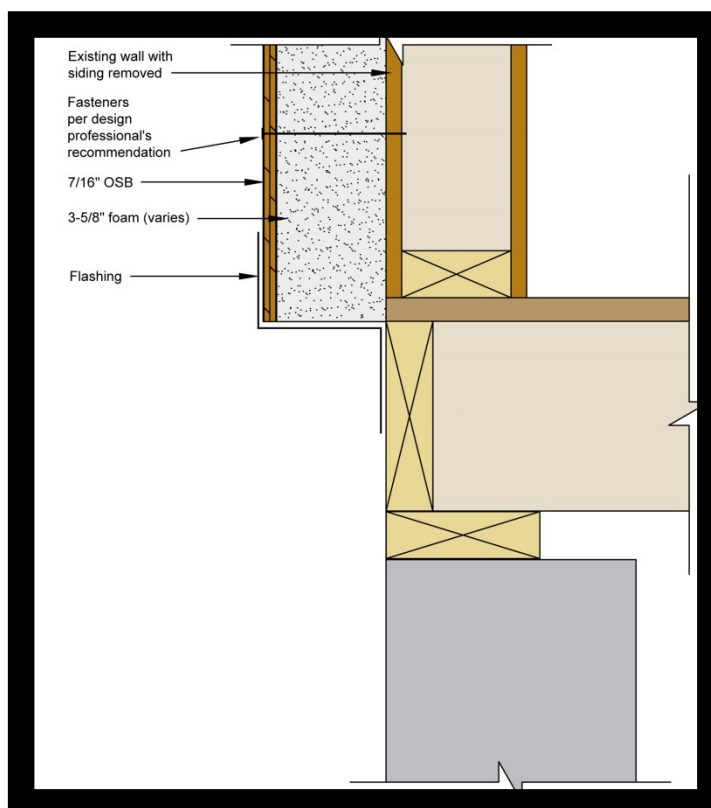 Existing wall with
siding removed
Fasteners
per design
professional's
recommendation
7/16" OSB
3-5/8" foam (varies)
Flashing